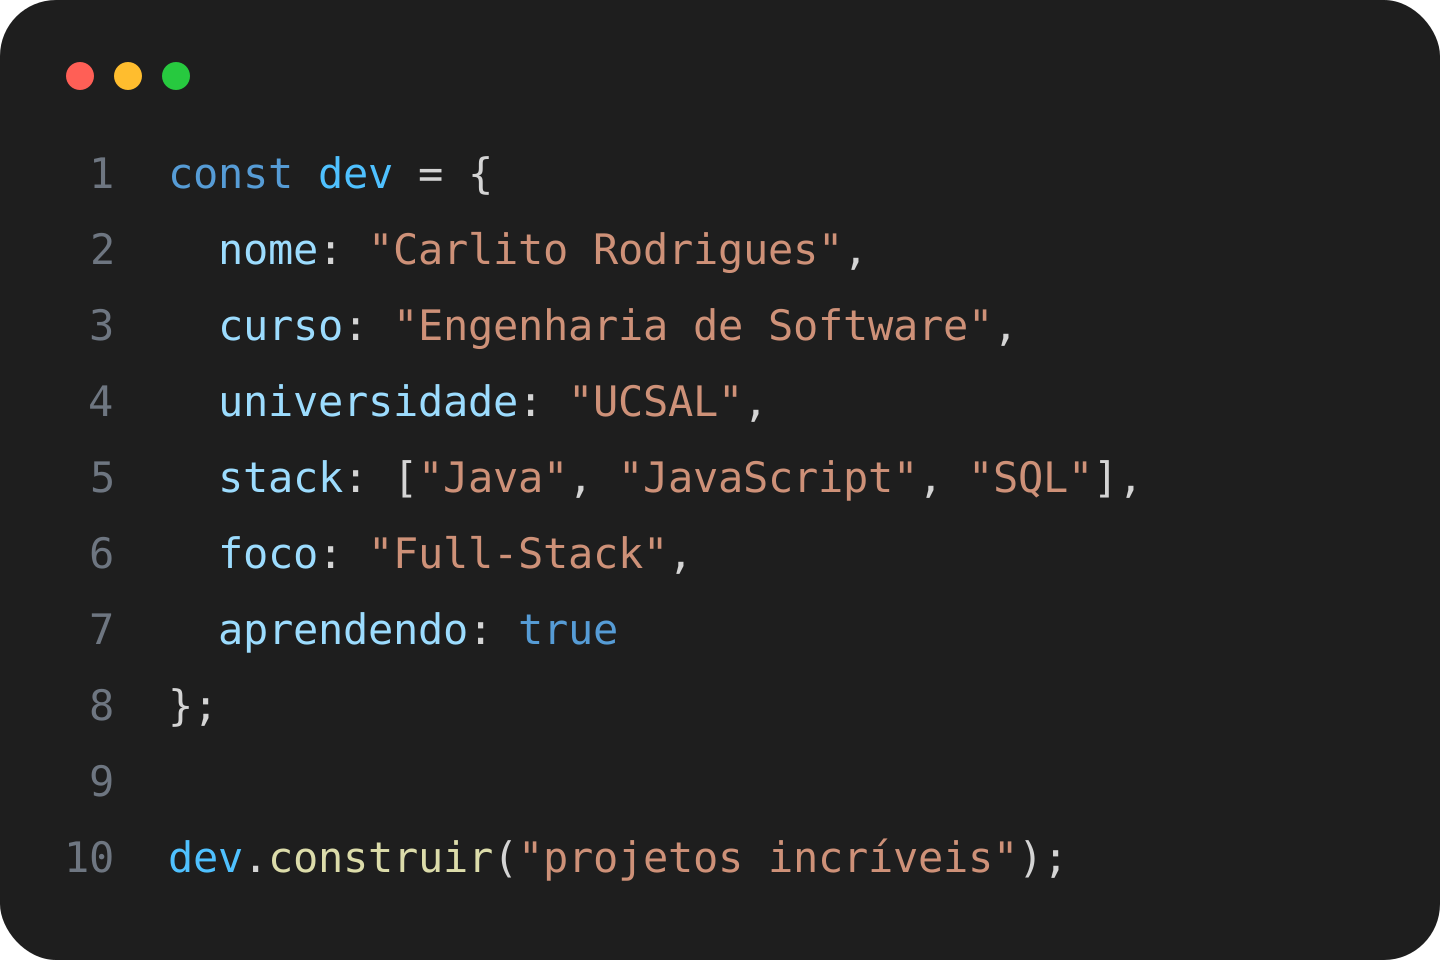 1 const dev = {
2   nome: "Carlito Rodrigues",
3   curso: "Engenharia de Software",
4   universidade: "UCSAL",
5   stack: ["Java", "JavaScript", "SQL"],
6   foco: "Full-Stack",
7   aprendendo: true
8 };
9
10 dev.construir("projetos incríveis");